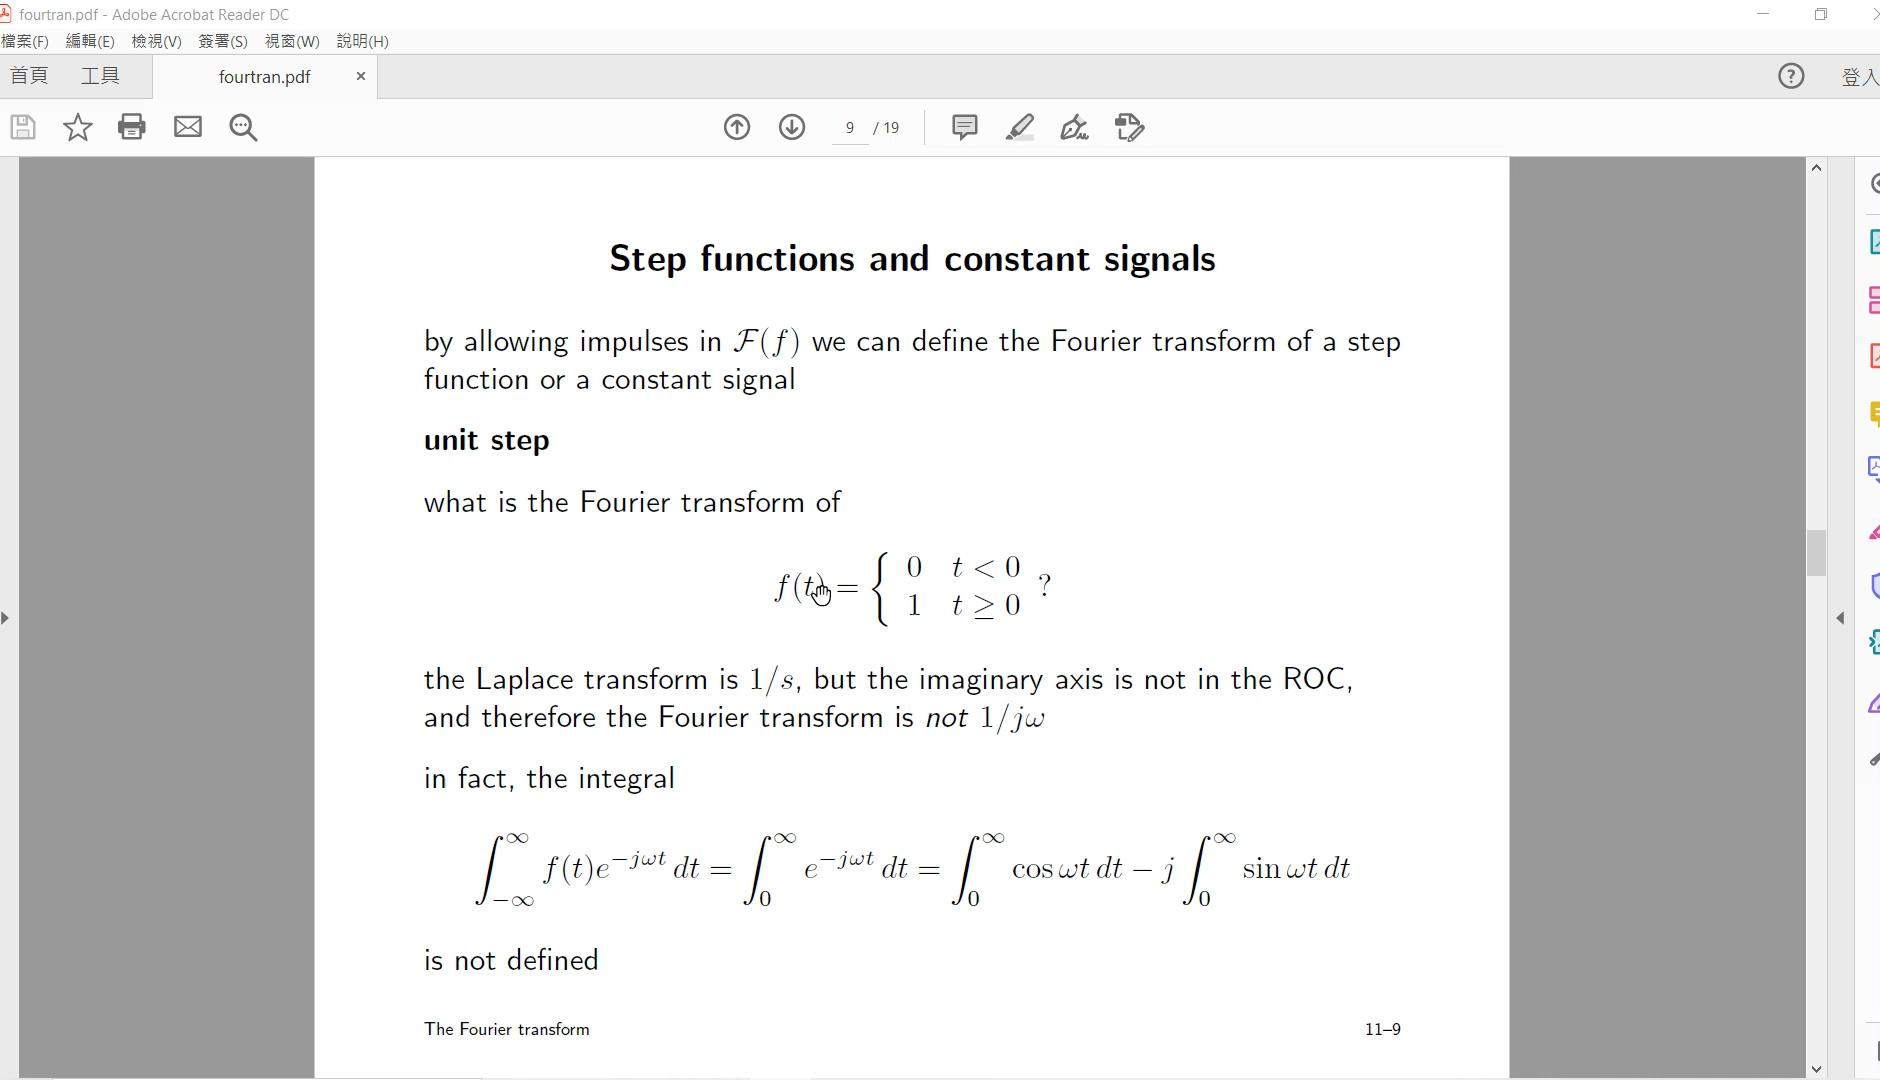 fourtran.pdf - Adobe Acrobat Reader DC
檔案(F) 編輯(E) 檢視(V) 簽署(S) 視窗(W) 說明(H)
首頁 工具 fourtran.pdf × ? 登入
9 / 19
Step functions and constant signals
by allowing impulses in ℱ(f) we can define the Fourier transform of a step
function or a constant signal
unit step
what is the Fourier transform of
f(t) = { 0 t < 0
1 t ≥ 0 ?
the Laplace transform is 1/s, but the imaginary axis is not in the ROC,
and therefore the Fourier transform is not 1/jω
in fact, the integral
∫_{−∞}^{∞} f(t)e^{−jωt} dt = ∫_0^∞ e^{−jωt} dt = ∫_0^∞ cos ωt dt − j ∫_0^∞ sin ωt dt
is not defined
The Fourier transform 11–9